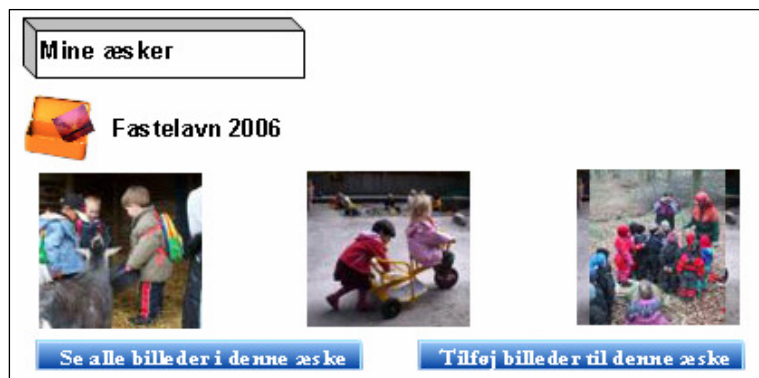 Mine æsker
Fastelavn 2006
Se alle billeder i denne æske
Tilføj billeder til denne æske